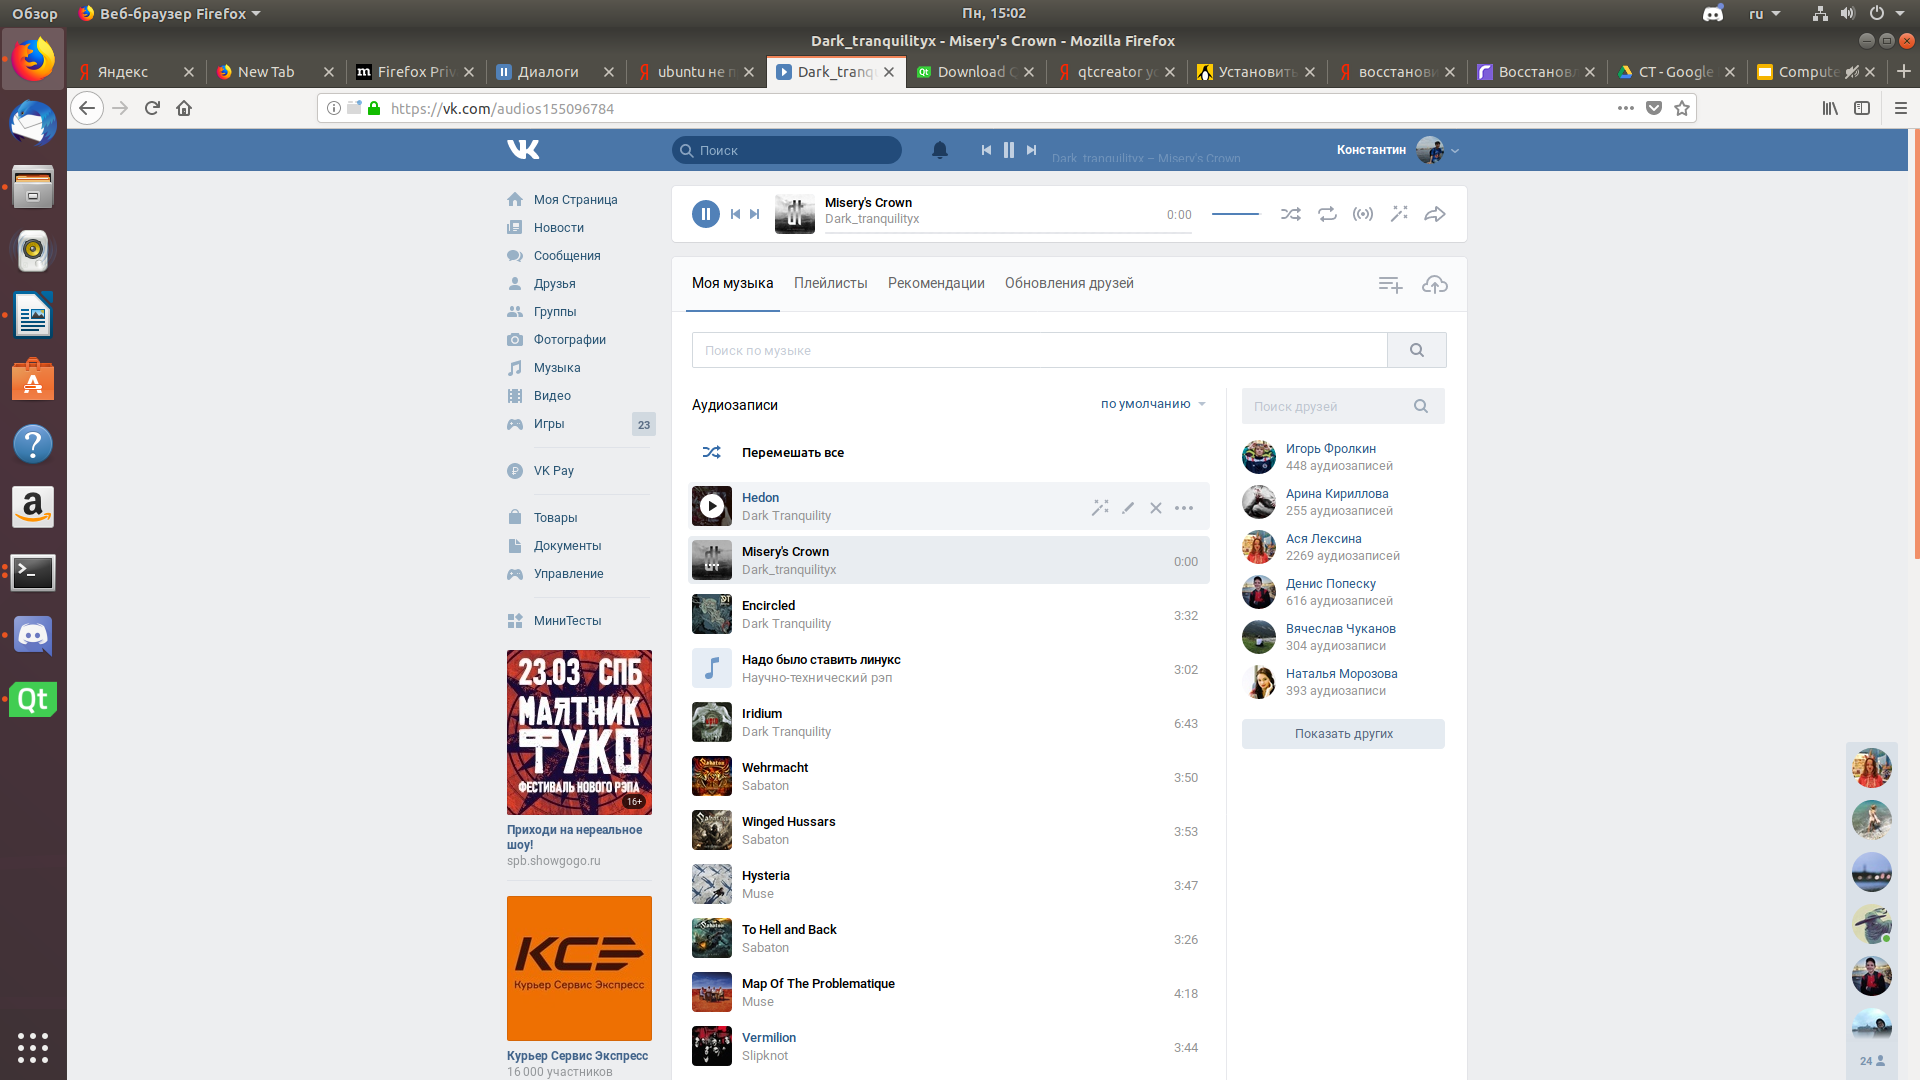 Обзор
Веб-браузер Firefox
Пн, 15:02
ru
Dark_tranquilityx - Misery's Crown - Mozilla Firefox
Яндекс
New Tab
Firefox Priv
Диалоги
ubuntu не п
Dark_tranq
Download Q
qtcreator ус
Установить
восстанови
Восстановл
СТ - Google
Compute
https://vk.com/audios155096784
Поиск
Dark_tranquilityx – Misery's Crown
Константин
Моя Страница
Новости
Сообщения
Друзья
Группы
Фотографии
Музыка
Видео
Игры
23
VK Pay
Товары
Документы
Управление
МиниТесты
23.03 СПБ
МАЯТНИК
ФУКО
ФЕСТИВАЛЬ НОВОГО РЭПА
16+
Приходи на нереальное
шоу!
spb.showgogo.ru
КСЭ
Курьер Сервис Экспресс
Курьер Сервис Экспресс
16 000 участников
Misery's Crown
Dark_tranquilityx
0:00
Моя музыка
Плейлисты
Рекомендации
Обновления друзей
Поиск по музыке
Аудиозаписи
по умолчанию
Перемешать все
Hedon
Dark Tranquility
Misery's Crown
Dark_tranquilityx
0:00
Encircled
Dark Tranquility
3:32
Надо было ставить линукс
Научно-технический рэп
3:02
Iridium
Dark Tranquility
6:43
Wehrmacht
Sabaton
3:50
Winged Hussars
Sabaton
3:53
Hysteria
Muse
3:47
To Hell and Back
Sabaton
3:26
Map Of The Problematique
Muse
4:18
Vermilion
Slipknot
3:44
Поиск друзей
Игорь Фролкин
448 аудиозаписей
Арина Кириллова
255 аудиозаписей
Ася Лексина
2269 аудиозаписей
Денис Попеску
616 аудиозаписей
Вячеслав Чуканов
304 аудиозаписи
Наталья Морозова
393 аудиозаписи
Показать других
24